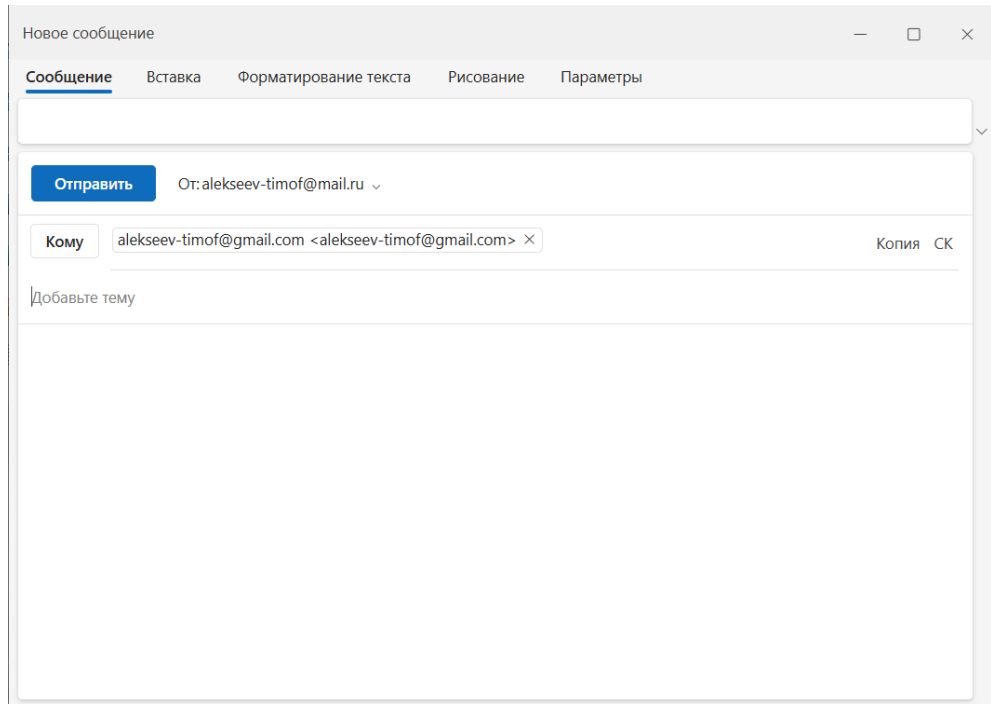 Новое сообщение
Сообщение Вставка Форматирование текста Рисование Параметры
Отправить От: alekseev-timof@mail.ru
Кому alekseev-timof@gmail.com <alekseev-timof@gmail.com> Копия СК
Добавьте тему